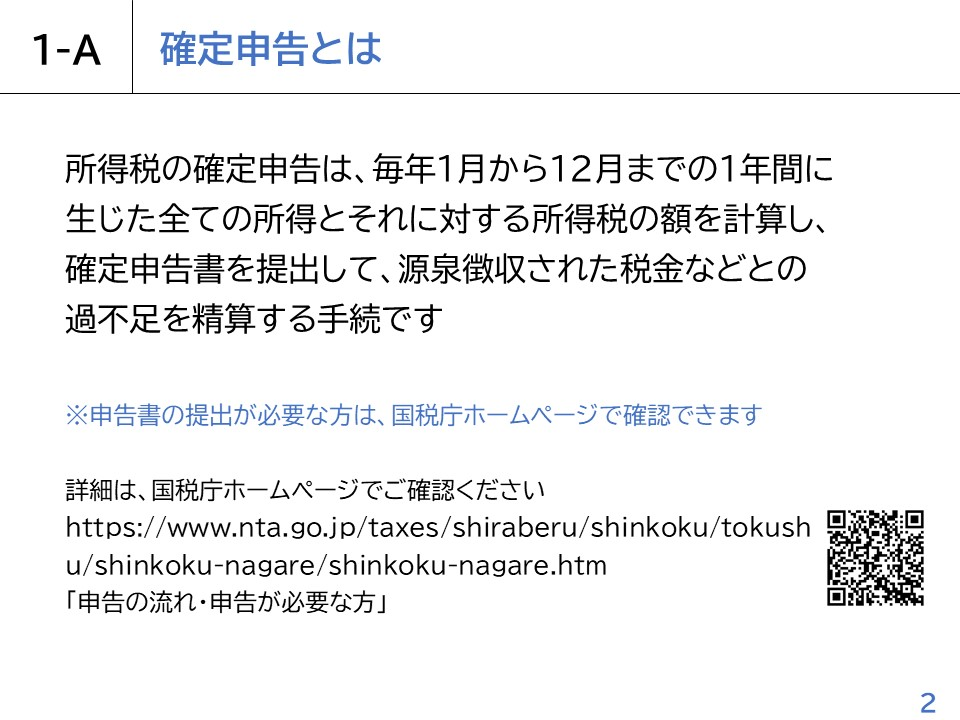 1-A
確定申告とは
所得税の確定申告は、毎年1月から12月までの1年間に
生じた全ての所得とそれに対する所得税の額を計算し、
確定申告書を提出して、源泉徴収された税金などとの
過不足を精算する手続です
※申告書の提出が必要な方は、国税庁ホームページで確認できます
詳細は、国税庁ホームページでご確認ください
https://www.nta.go.jp/taxes/shiraberu/shinkoku/tokush
u/shinkoku-nagare/shinkoku-nagare.htm
「申告の流れ・申告が必要な方」
2